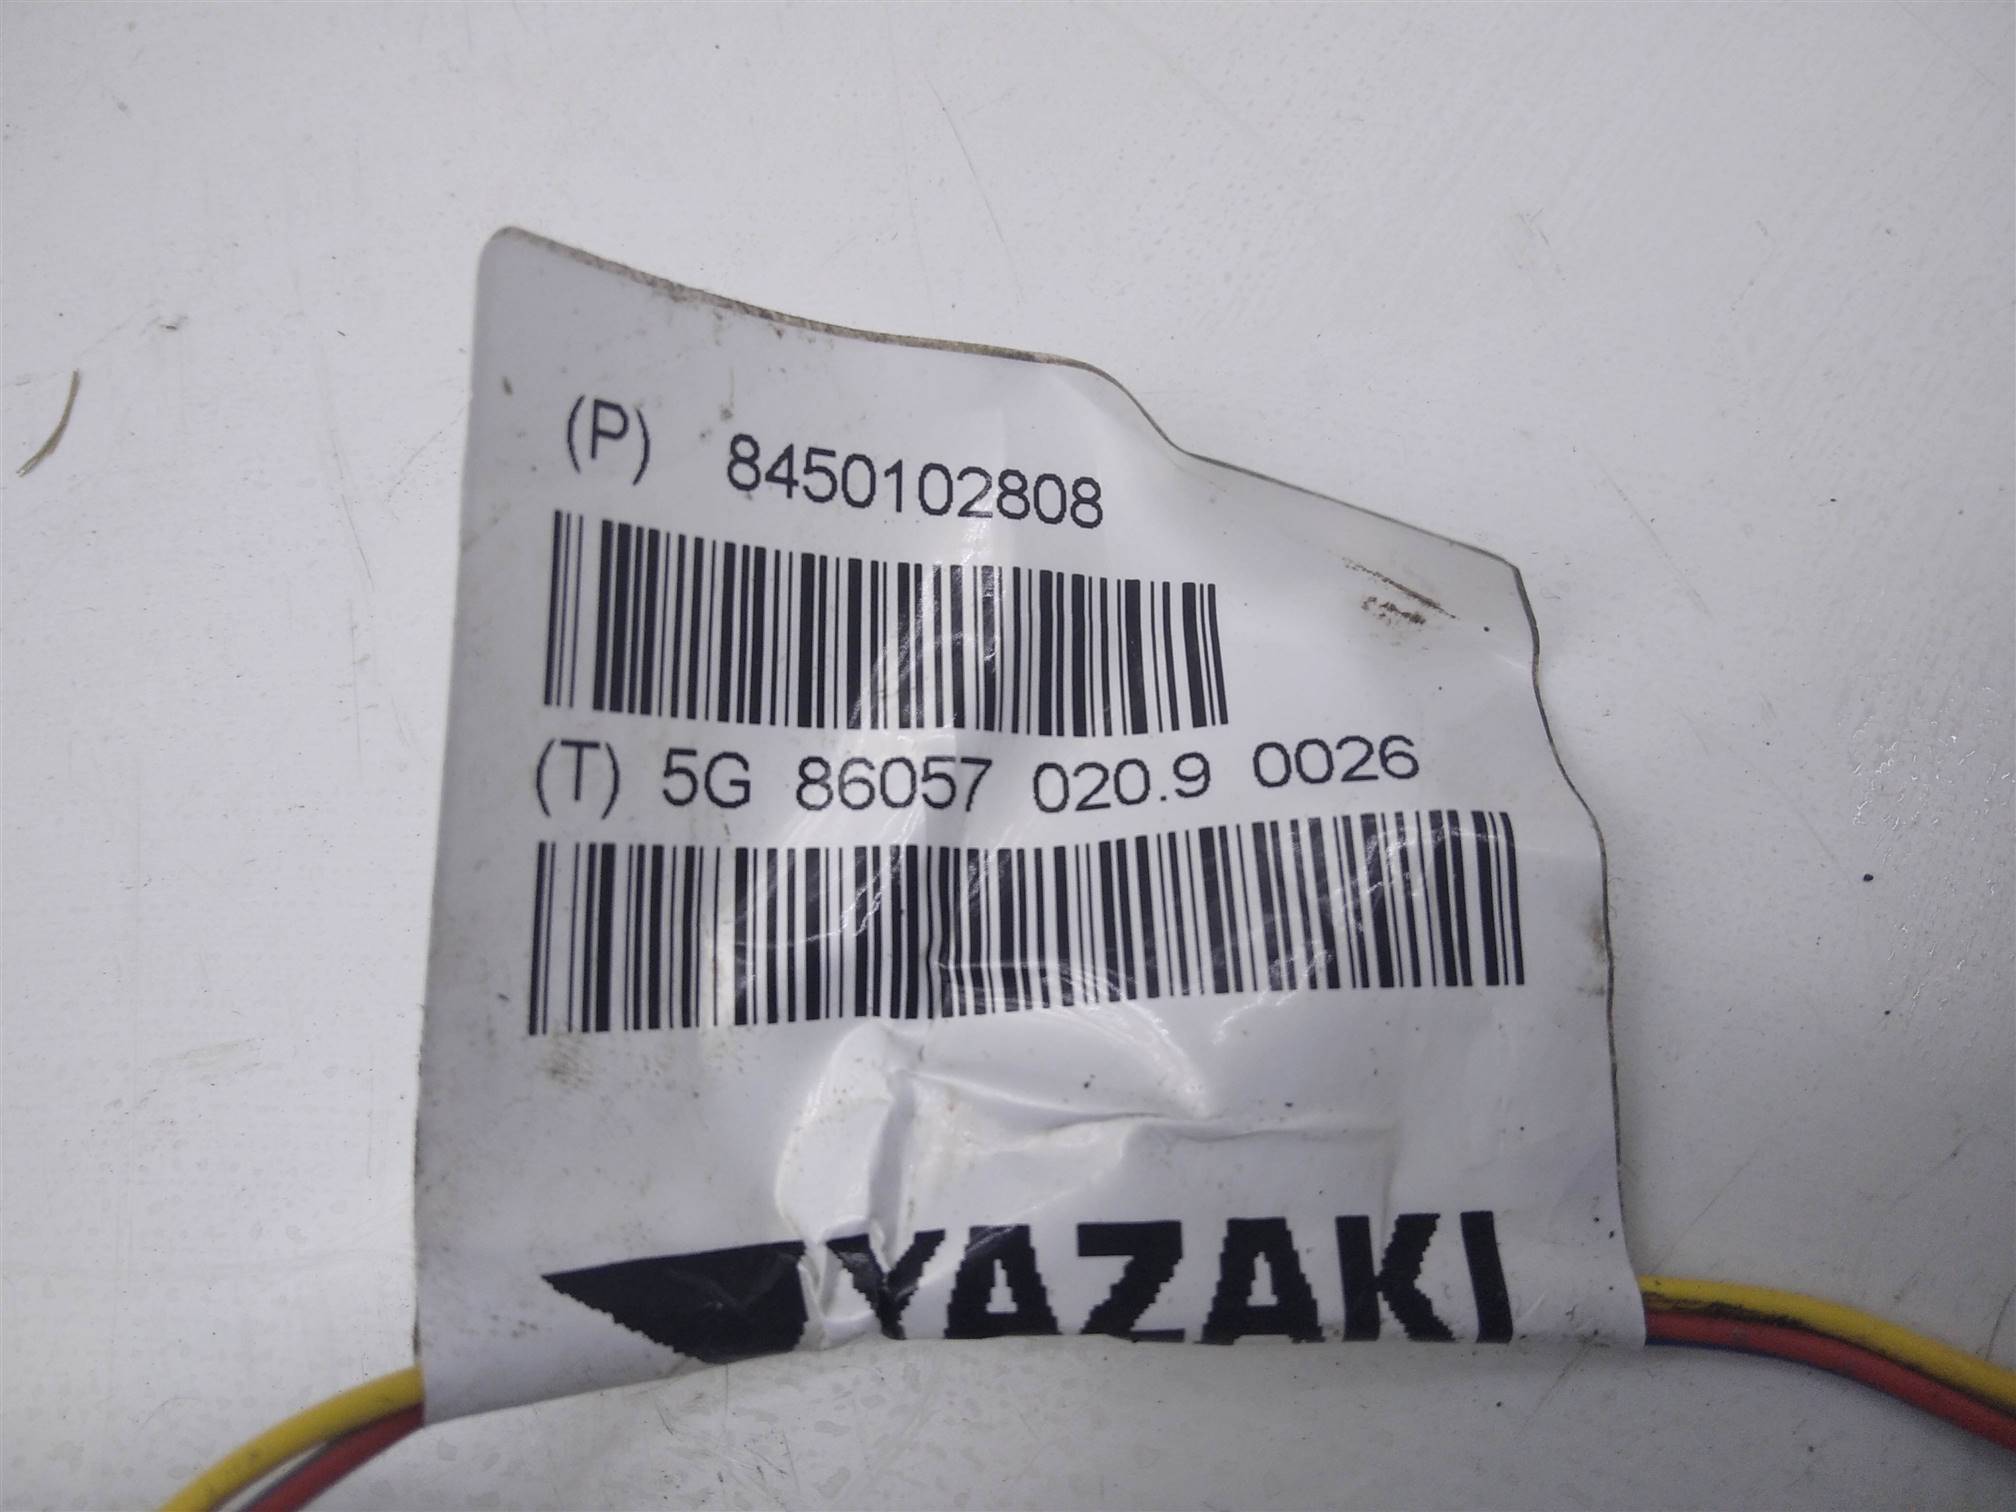 (P) 8450102808
(T) 5G 86057 020.9 0026
YAZAKI